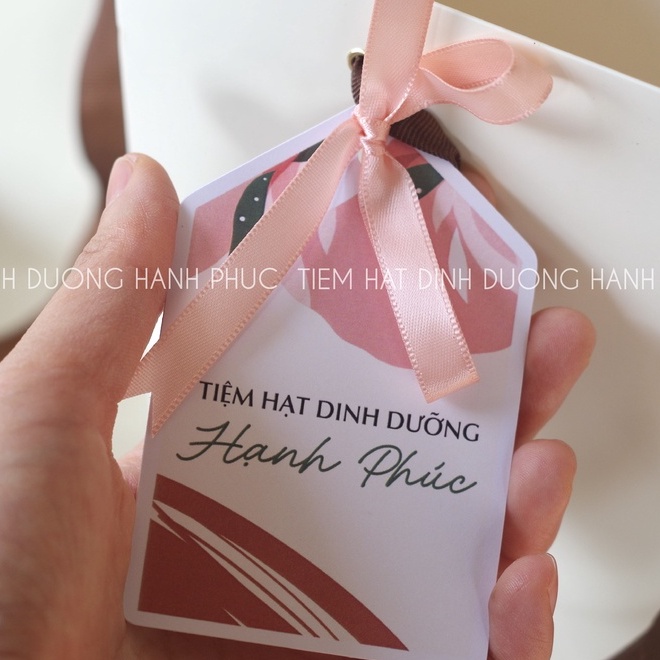 H DUONG HANH PHUC TIEM HAT DINH DUONG HANH
TIỆM HẠT DINH DƯỠNG
Hạnh Phúc